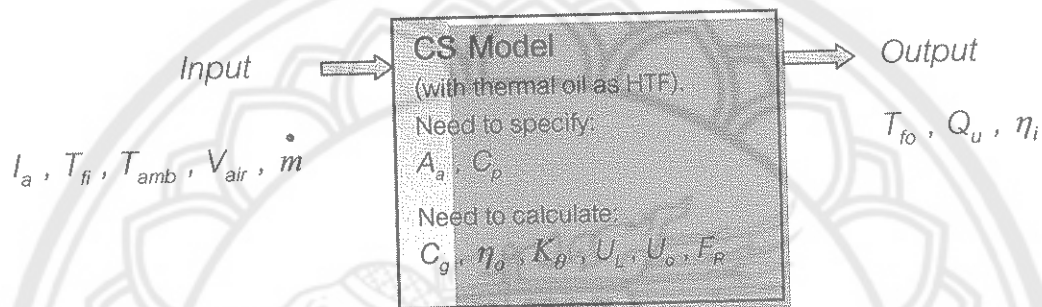 Input
I_a , T_fi , T_amb , V_air , ṁ
CS Model
(with thermal oil as HTF).
Need to specify:
A_a , C_p
Need to calculate:
C_g , η_o , K_θ , U_L , U_o , F_R
Output
T_fo , Q_u , η_i